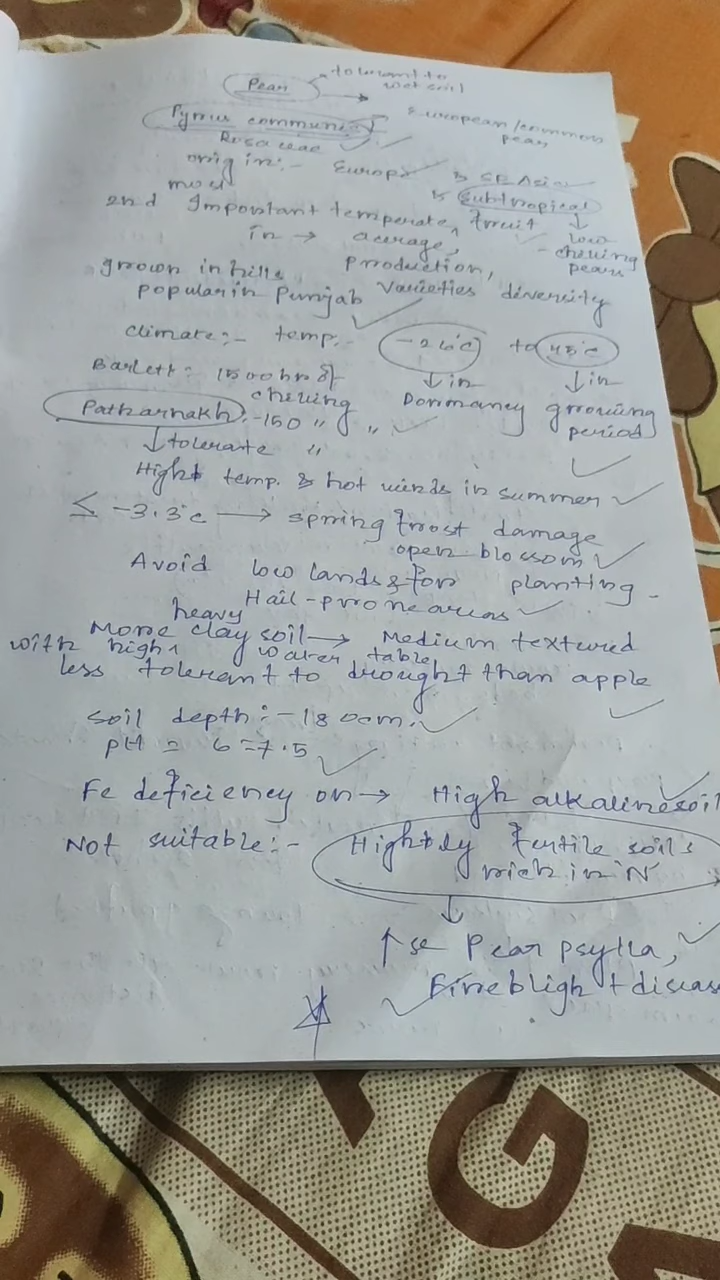 Pear → tolerant to wet soil
Pyrus communis → European/common pear
Rosaceae
origin:- Europe & SE Asia
2nd most Important temperate, & subtropical fruit
↓
low chilling pears
in → acerage, production, varieties diversity
grown in hills, popular in Punjab
climate:- temp.- -26°C to 45°C
↓ in Dormancy ↓ in growing period
Barlett:- 1500 hr of chilling
Patharnakh:-150 " " "
↓ tolerate "
High temp. & hot winds in summer
≤ -3.3°C → spring frost damage open blossom
Avoid low lands & for planting -
Hail-prone areas
More heavy clay soil → Medium textured
with high water table
less tolerant to drought than apple
soil depth:- 180cm.
pH = 6-7.5
Fe deficiency on → High alkaline soil
Not suitable:- Hightly fertile soils rich in 'N'
↓
↑se Pear psylla,
Fireblight diseas